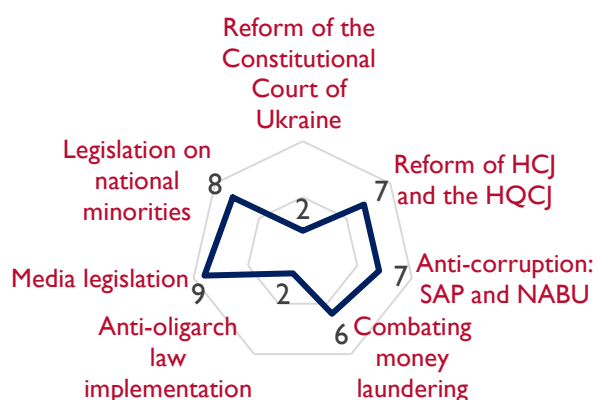 Reform of the
Constitutional
Court of
Ukraine
Legislation on
national
minorities
8
2
7
Reform of HCJ
and the HQCJ
Media legislation
9
2
7
Anti-corruption:
SAP and NABU
Anti-oligarch
law
implementation
6
Combating
money
laundering